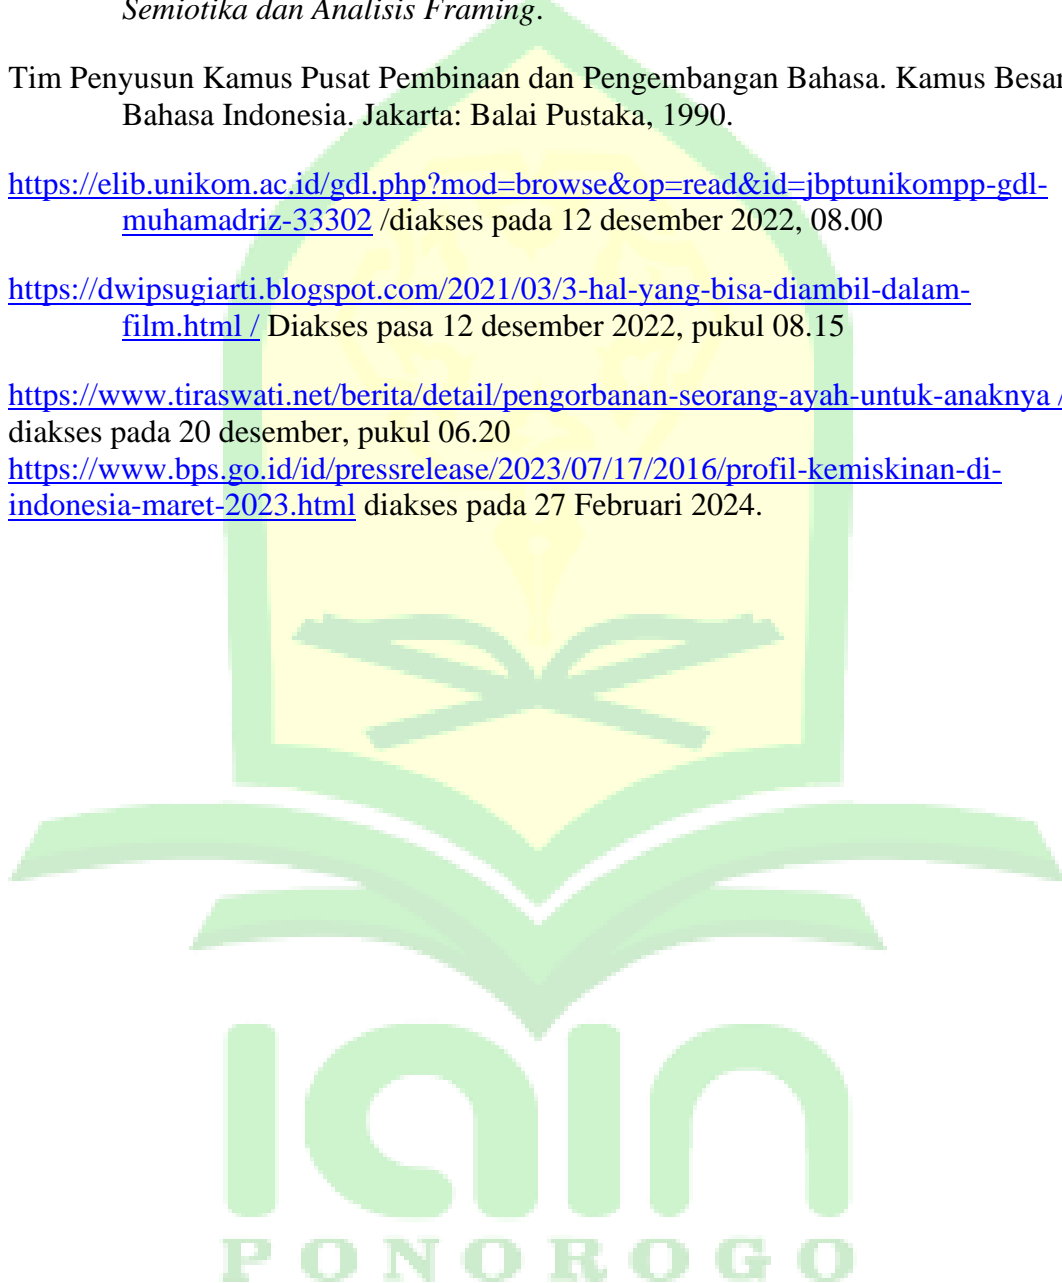 Semiotika dan Analisis Framing.
Tim Penyusun Kamus Pusat Pembinaan dan Pengembangan Bahasa. Kamus Besar
Bahasa Indonesia. Jakarta: Balai Pustaka, 1990.
https://elib.unikom.ac.id/gdl.php?mod=browse&op=read&id=jbptunikompp-gdl-
muhamadriz-33302 /diakses pada 12 desember 2022, 08.00
https://dwipsugiarti.blogspot.com/2021/03/3-hal-yang-bisa-diambil-dalam-
film.html / Diakses pasa 12 desember 2022, pukul 08.15
https://www.tiraswati.net/berita/detail/pengorbanan-seorang-ayah-untuk-anaknya /
diakses pada 20 desember, pukul 06.20
https://www.bps.go.id/id/pressrelease/2023/07/17/2016/profil-kemiskinan-di-
indonesia-maret-2023.html diakses pada 27 Februari 2024.
iain
PONOROGO